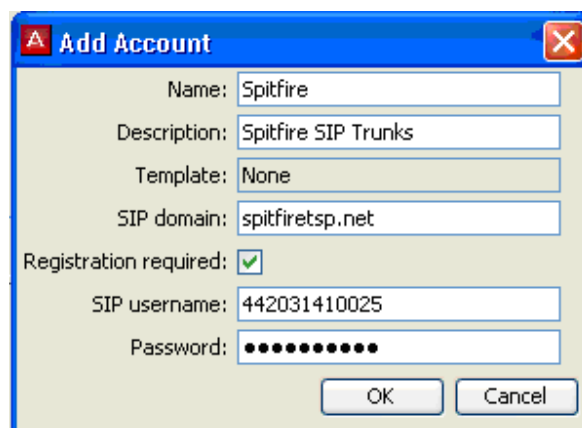 Add Account
Name: Spitfire
Description: Spitfire SIP Trunks
Template: None
SIP domain: spitfiretsp.net
Registration required:
SIP username: 442031410025
Password: ●●●●●●●●●●
OK Cancel